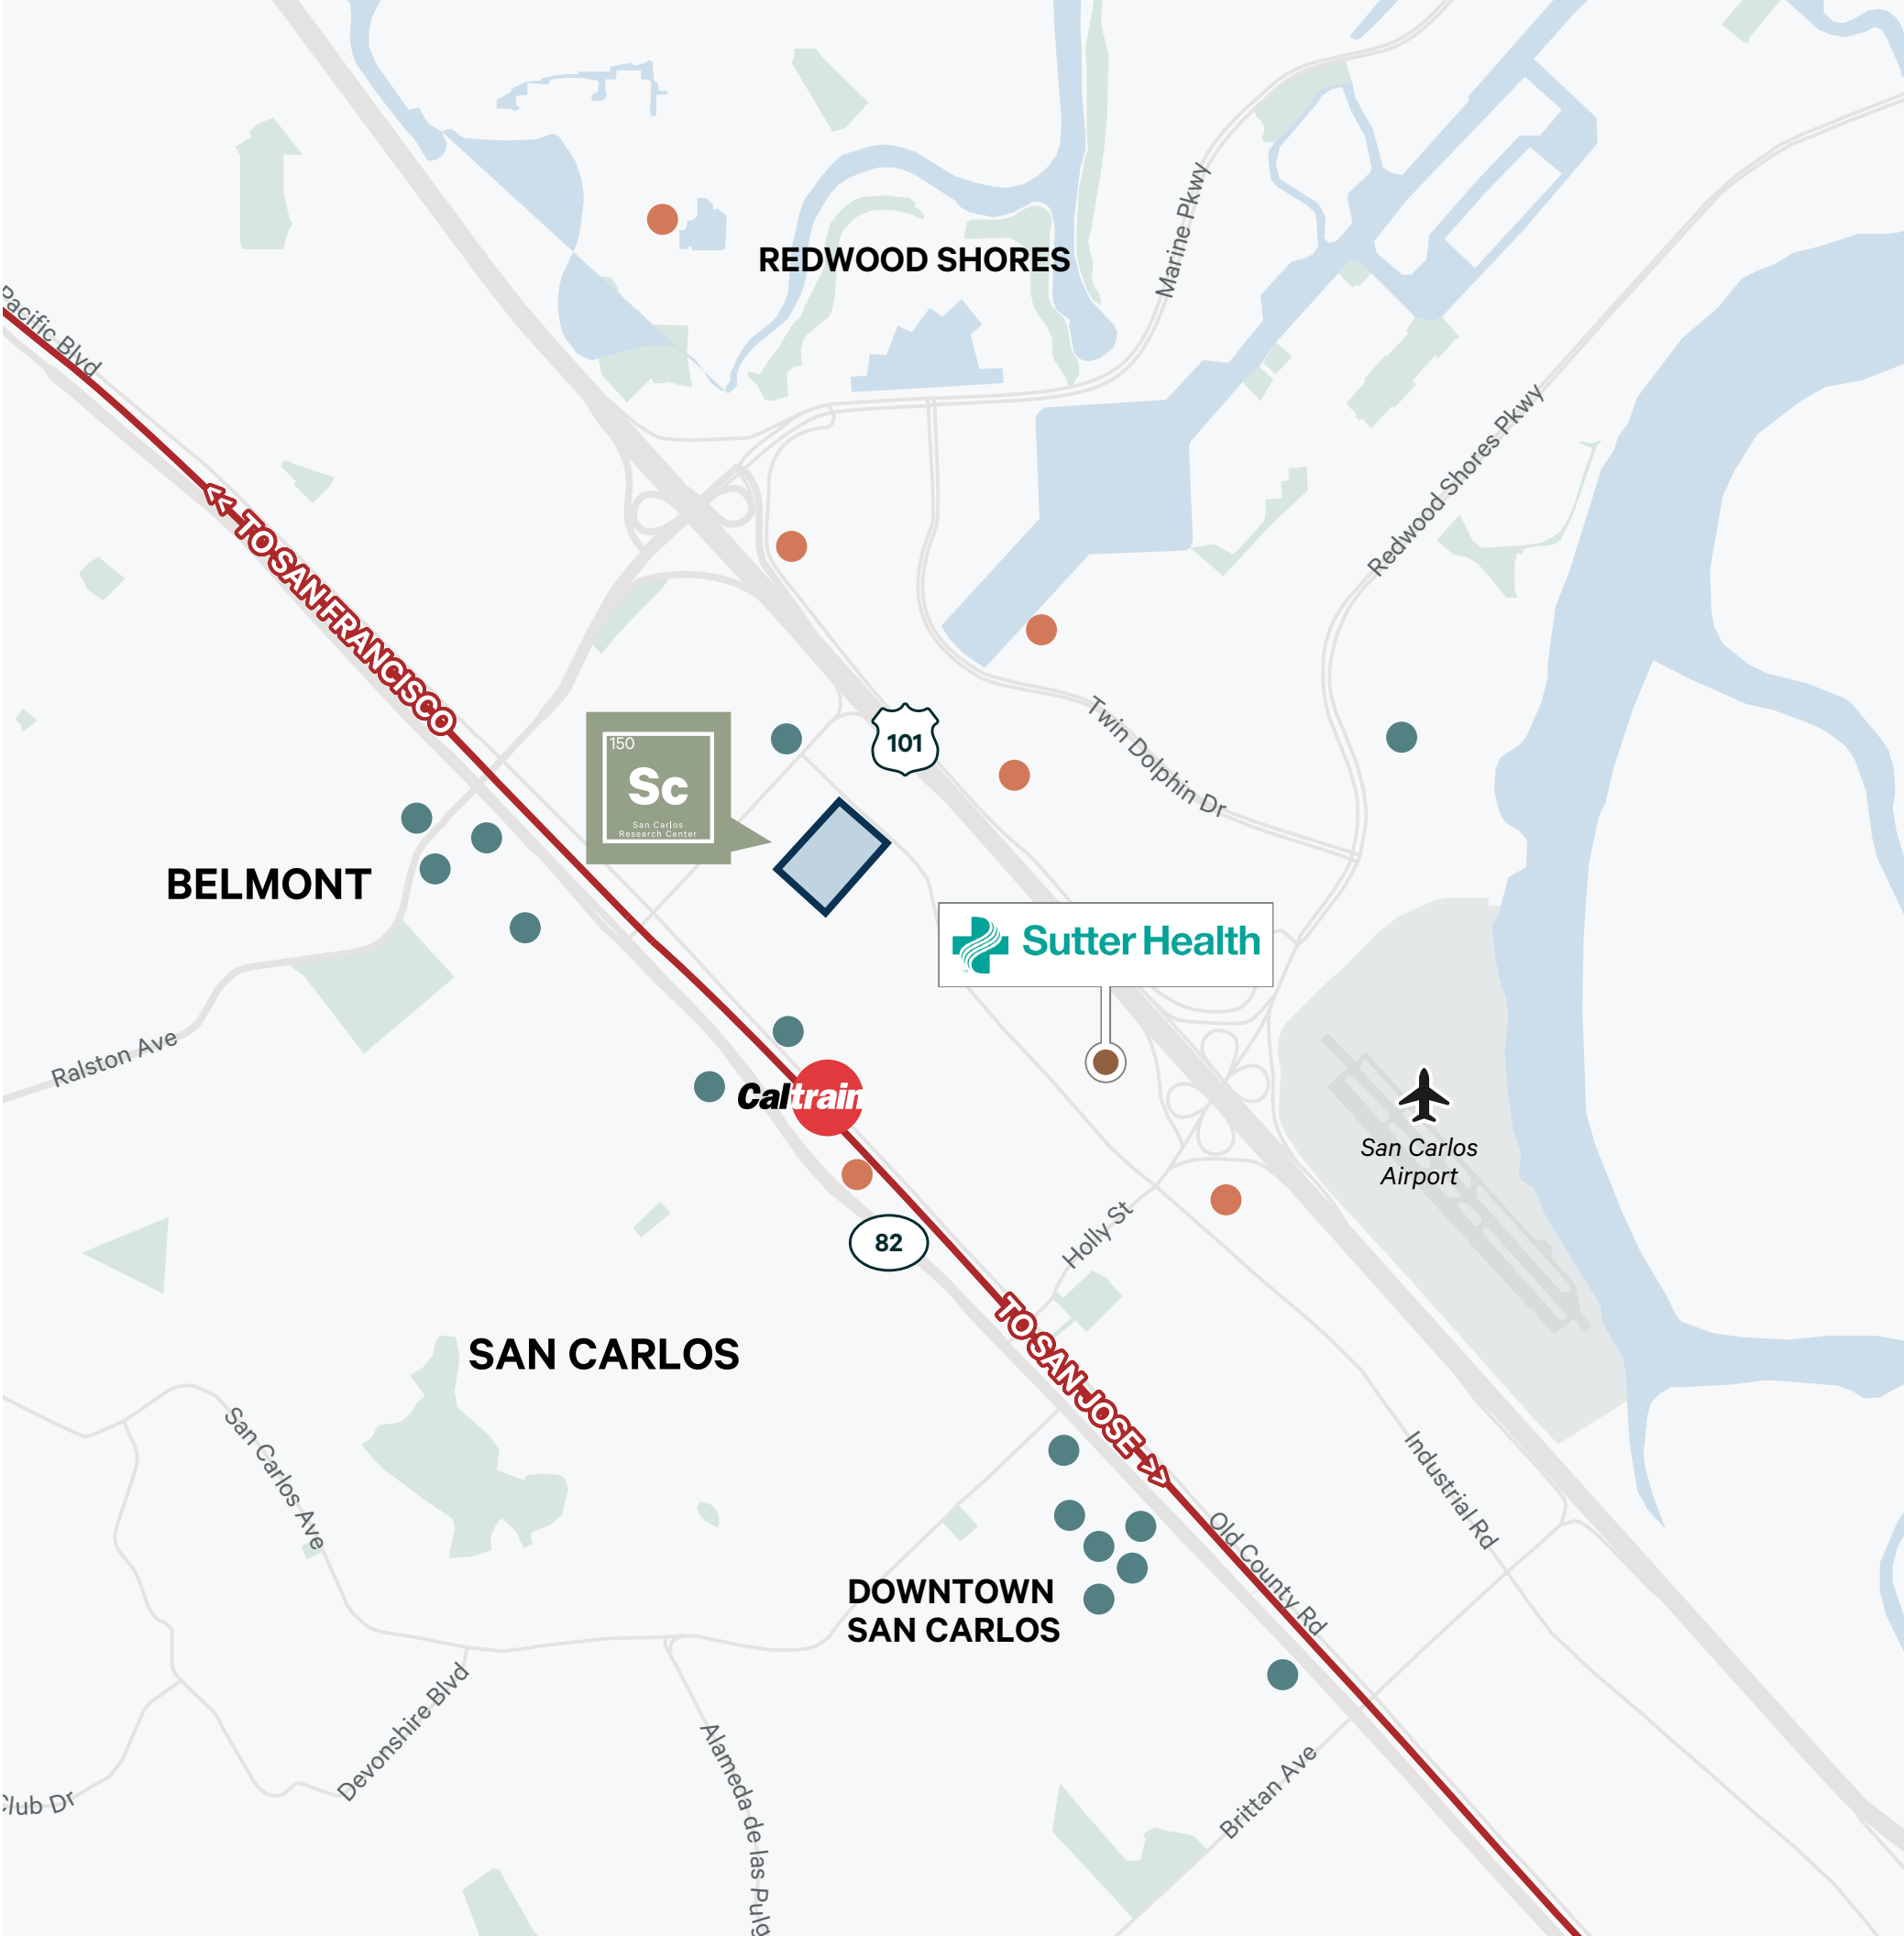 REDWOOD SHORES
Marine Pkwy
Pacific Blvd
Redwood Shores Pkwy
<< TO SAN FRANCISCO
150
Sc
San Carlos
Research Center
101
Twin Dolphin Dr
BELMONT
Sutter Health
Ralston Ave
Caltrain
San Carlos
Airport
Holly St
82
TO SAN JOSE >>
SAN CARLOS
San Carlos Ave
Industrial Rd
Old County Rd
DOWNTOWN
SAN CARLOS
Devonshire Blvd
Alameda de las Pulg
Brittan Ave
Club Dr